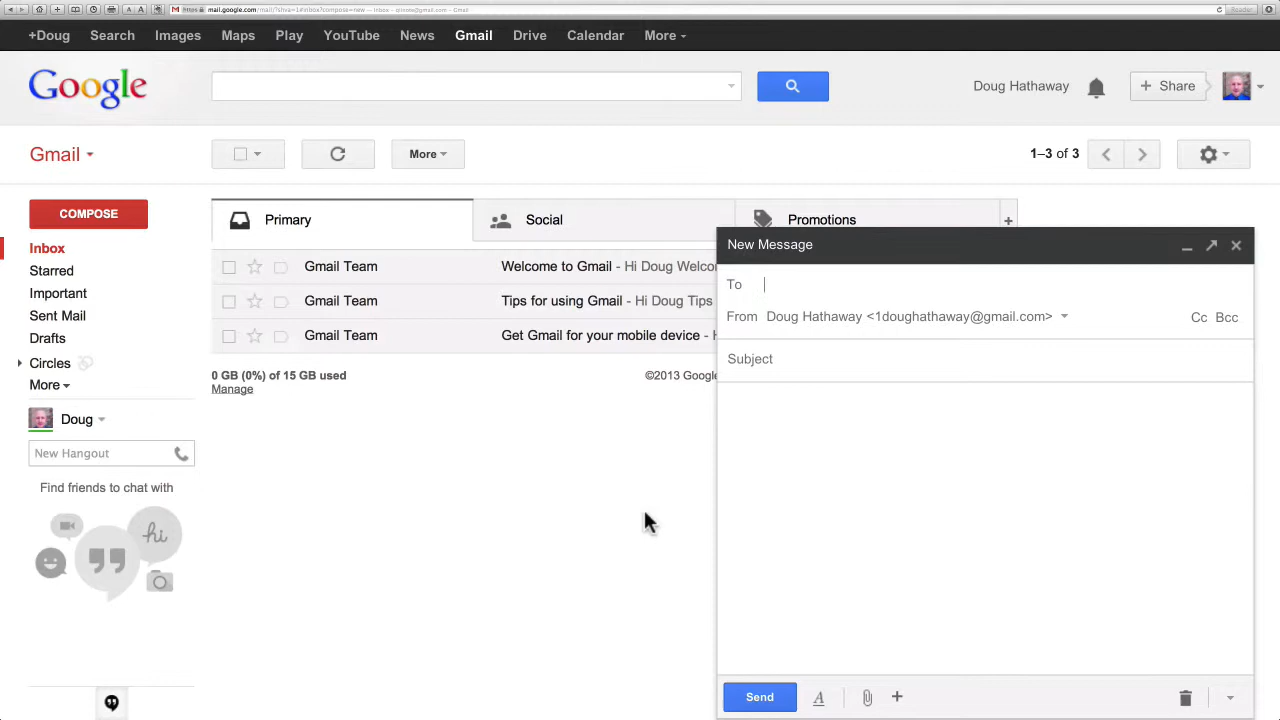 mail.google.com
+Doug Search Images Maps Play YouTube News Gmail Drive Calendar More
Google
Doug Hathaway
+ Share
Gmail
More
1–3 of 3
COMPOSE
Primary
Social
Promotions
+
Inbox
Starred
Important
Sent Mail
Drafts
Circles
More
Gmail Team Welcome to Gmail - Hi Doug Welco
Gmail Team Tips for using Gmail - Hi Doug Tips
Gmail Team Get Gmail for your mobile device -
0 GB (0%) of 15 GB used
Manage
©2013 Google
Doug
New Hangout
Find friends to chat with
hi
New Message
To
From Doug Hathaway <1doughathaway@gmail.com>
Cc Bcc
Subject
Send
A
+